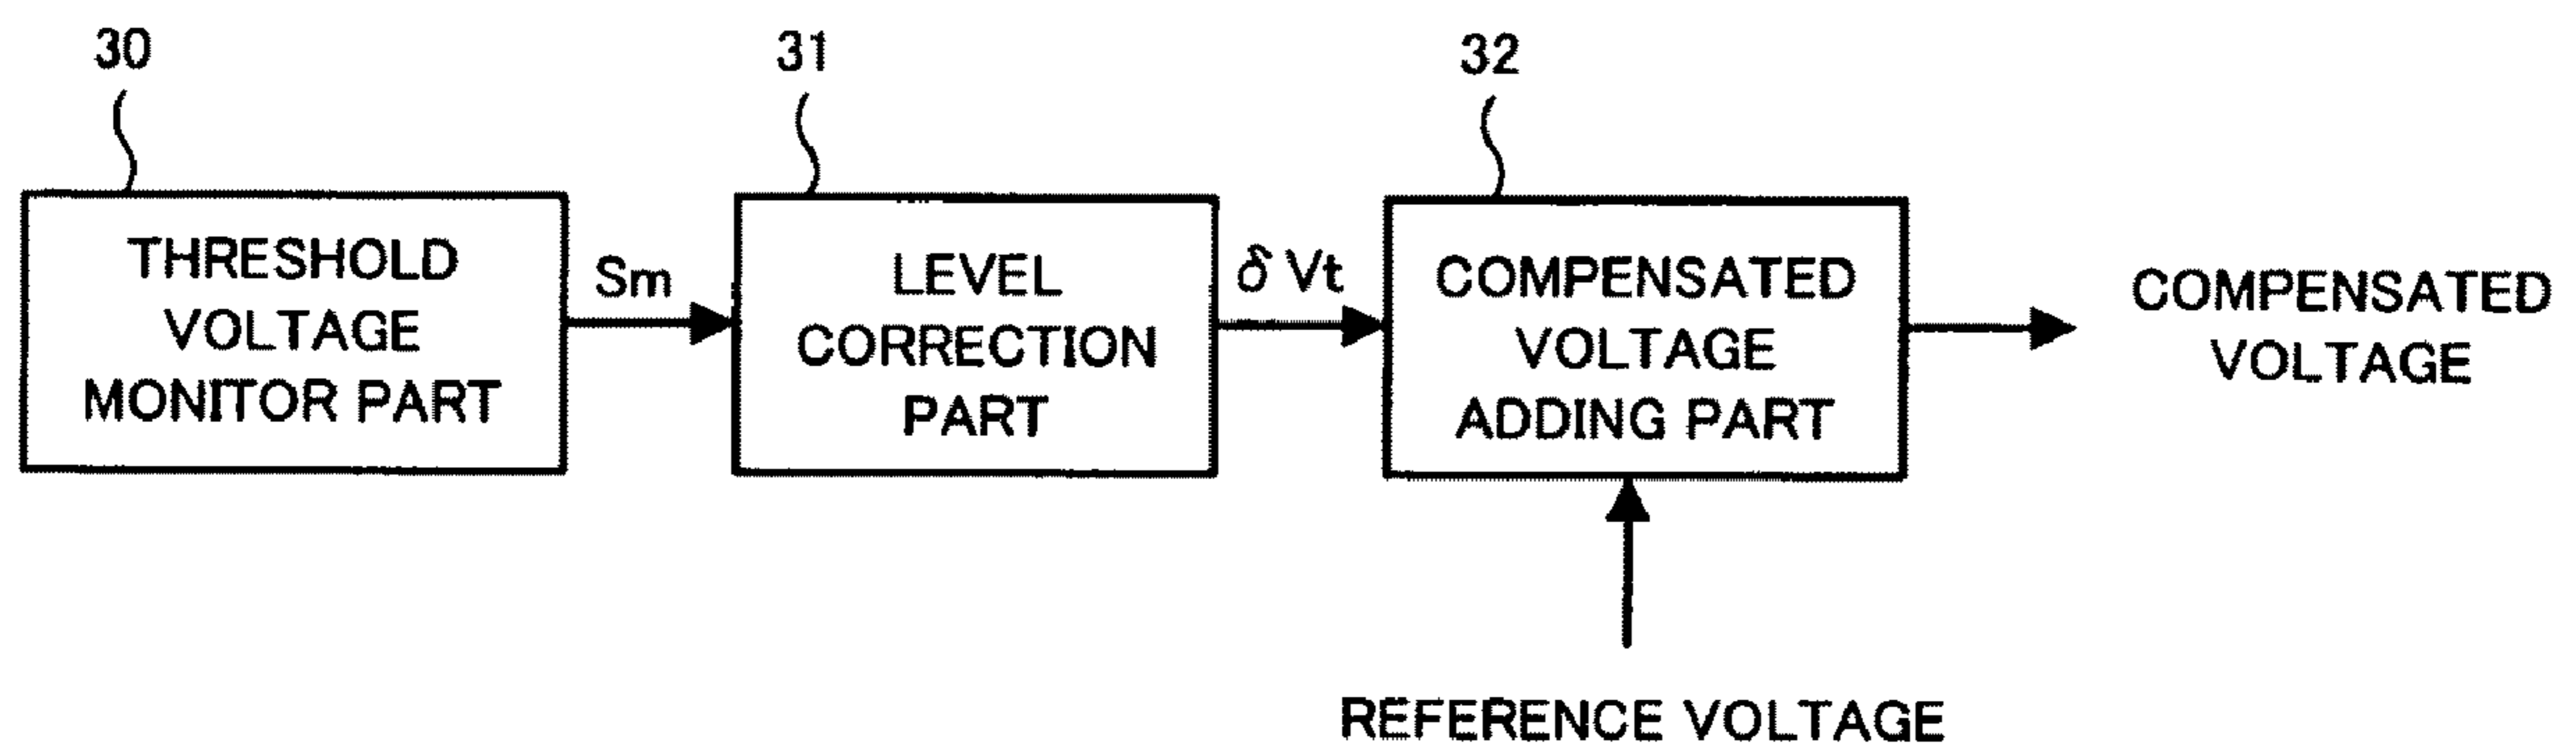 30
31
32
THRESHOLD
VOLTAGE
MONITOR PART
Sm
LEVEL
CORRECTION
PART
δ Vt
COMPENSATED
VOLTAGE
ADDING PART
COMPENSATED
VOLTAGE
REFERENCE VOLTAGE